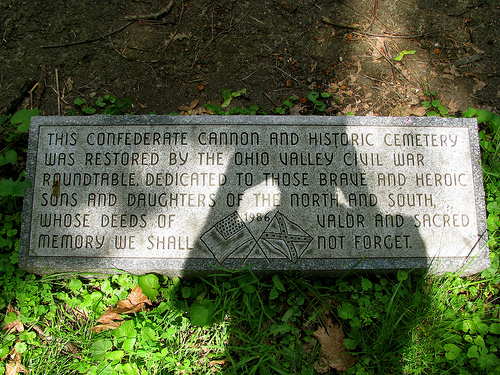 THIS CONFEDERATE CANNON AND HISTORIC CEMETERY
WAS RESTORED BY THE OHIO VALLEY CIVIL WAR
ROUNDTABLE, DEDICATED TO THOSE BRAVE AND HEROIC
SONS AND DAUGHTERS OF THE NORTH AND SOUTH,
WHOSE DEEDS OF 1986 VALOR AND SACRED
MEMORY WE SHALL NOT FORGET.